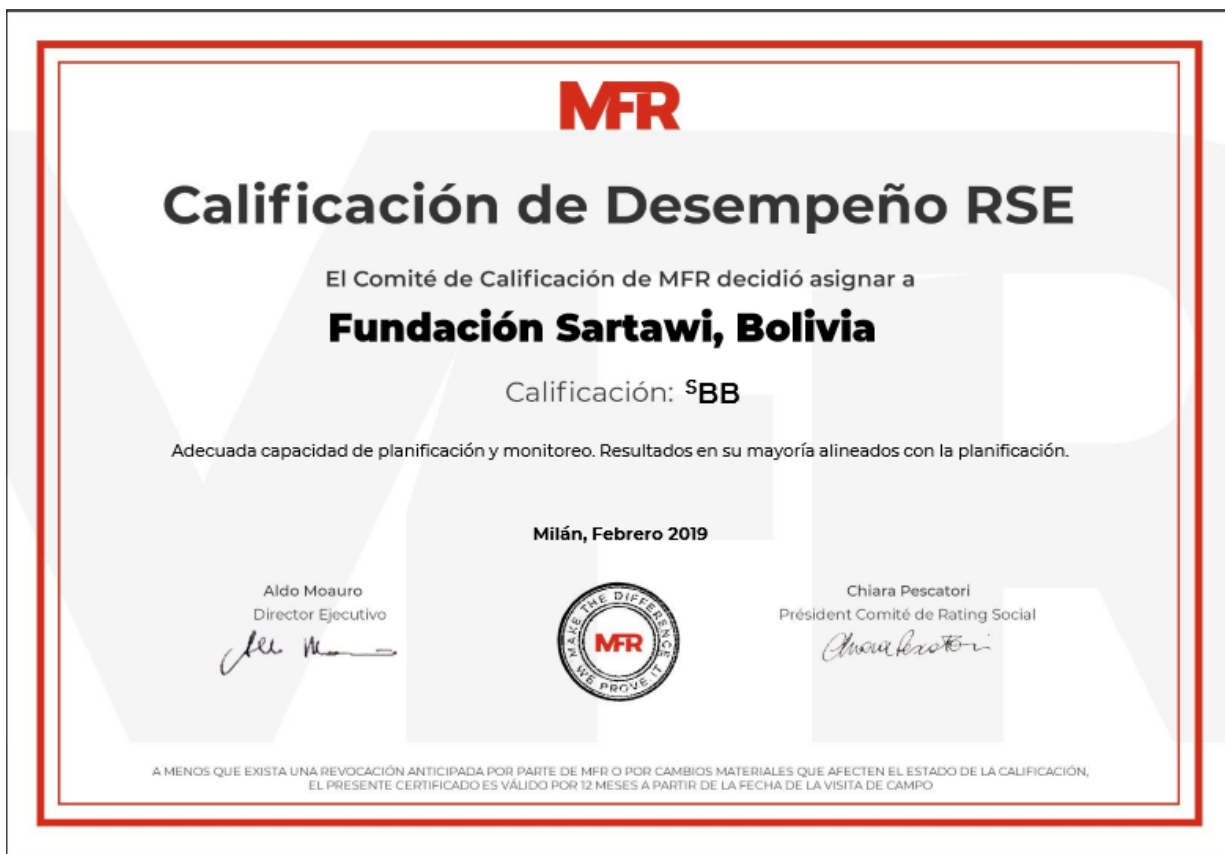 MFR
Calificación de Desempeño RSE
El Comité de Calificación de MFR decidió asignar a
Fundación Sartawi, Bolivia
Calificación: ˢBB
Adecuada capacidad de planificación y monitoreo. Resultados en su mayoría alineados con la planificación.
Milán, Febrero 2019
Aldo Moauro
Director Ejecutivo
MAKE THE DIFFERENCE
MFR
WE PROVE IT
Chiara Pescatori
Président Comité de Rating Social
A MENOS QUE EXISTA UNA REVOCACIÓN ANTICIPADA POR PARTE DE MFR O POR CAMBIOS MATERIALES QUE AFECTEN EL ESTADO DE LA CALIFICACIÓN,
EL PRESENTE CERTIFICADO ES VÁLIDO POR 12 MESES A PARTIR DE LA FECHA DE LA VISITA DE CAMPO